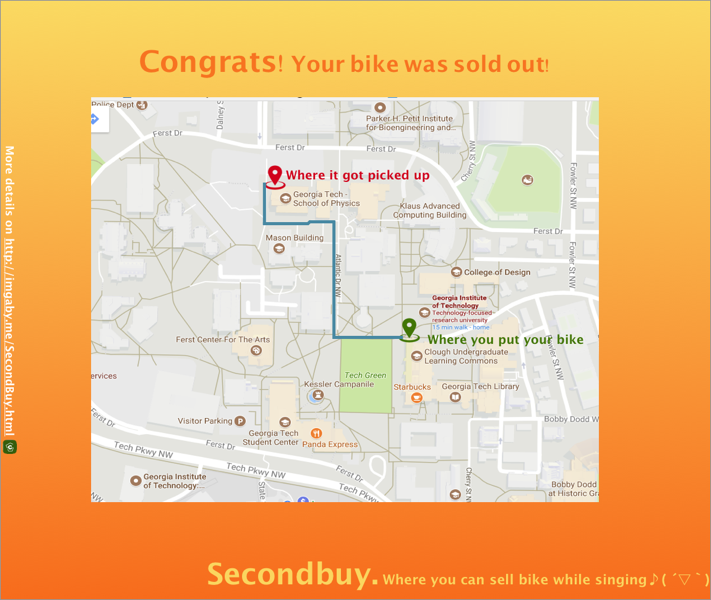 Congrats! Your bike was sold out!
Police Dept
Dalney S
Parker H. Petit Institute
for Bioengineering and...
Ferst Dr
Ferst Dr
Cherry St NW
Fowler St NW
Where it got picked up
Georgia Tech -
School of Physics
Klaus Advanced
Computing Building
Mason Building
Ferst Dr
Fowler St NW
Atlantic Dr NW
College of Design
Georgia Institute
of Technology
Technology-focused
research university
15 min walk - home
Where you put your bike
Ferst Center For The Arts
Clough Undergraduate
Learning Commons
Fowler St NW
ervices
Tech Green
Kessler Campanile
Starbucks
Georgia Tech Library
Ferst Dr
Visitor Parking
Georgia Tech
Student Center
Panda Express
Bobby Dodd W
Tech Pkwy NW
Ferst Dr
Tech Pkwy NW
Ferst Dr
Georgia Institute
of Technology...
State
Cherry St
Bobby Dodd
at Historic Gra
More details on http://imgaby.me/SecondBuy.html
Secondbuy. Where you can sell bike while singing♪( ´▽｀)